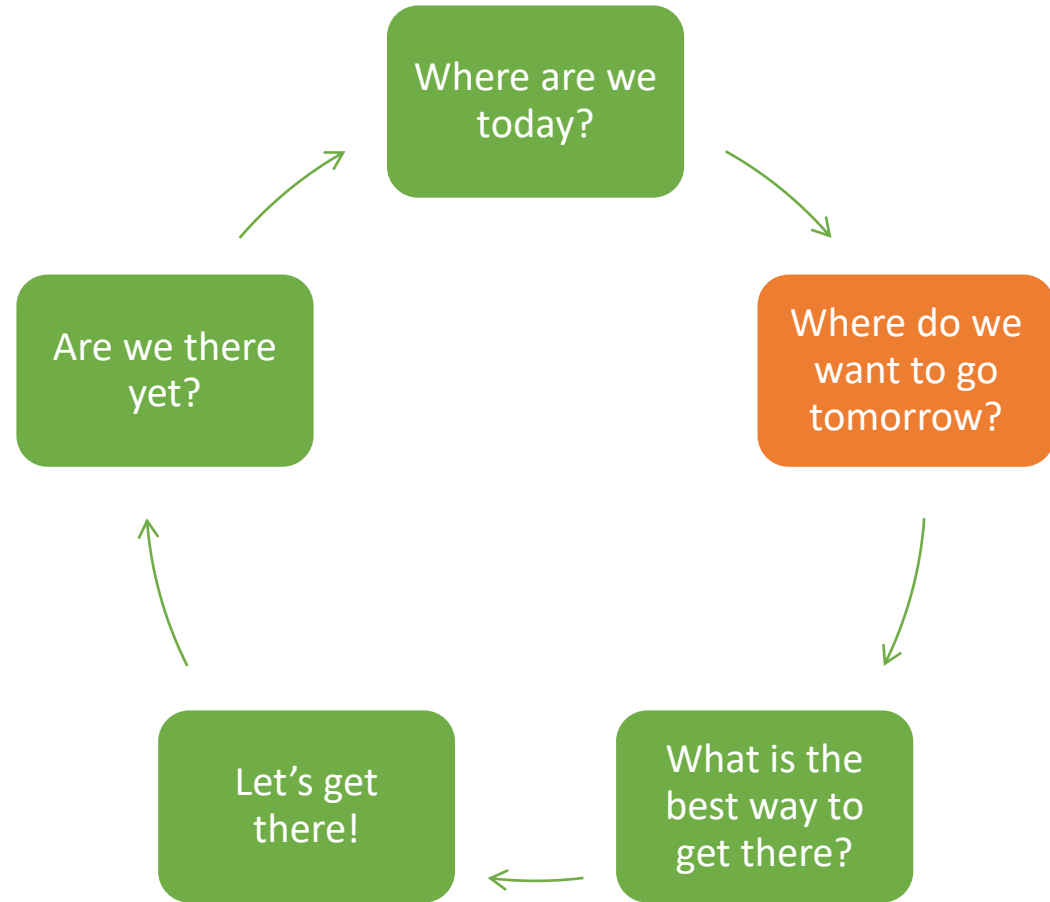 Where are we
today?
Where do we
want to go
tomorrow?
What is the
best way to
get there?
Let’s get
there!
Are we there
yet?